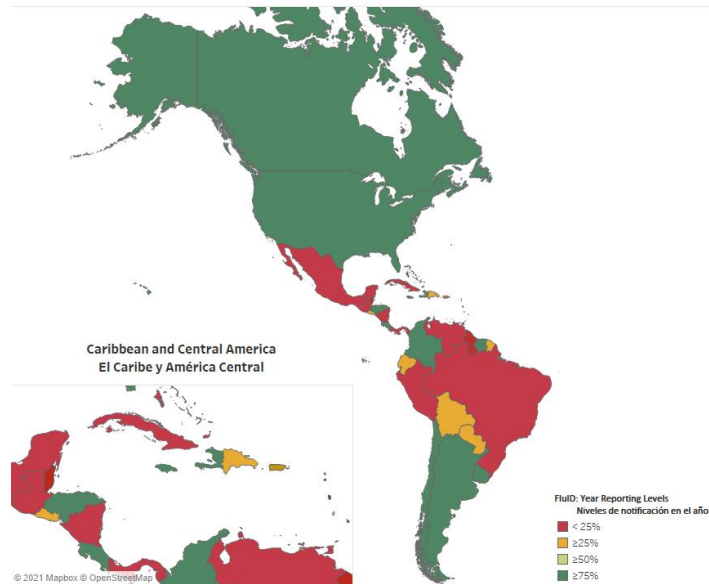 Caribbean and Central America
El Caribe y América Central
FluID: Year Reporting Levels
Niveles de notificación en el año
< 25%
≥25%
≥50%
≥75%
© 2021 Mapbox © OpenStreetMap